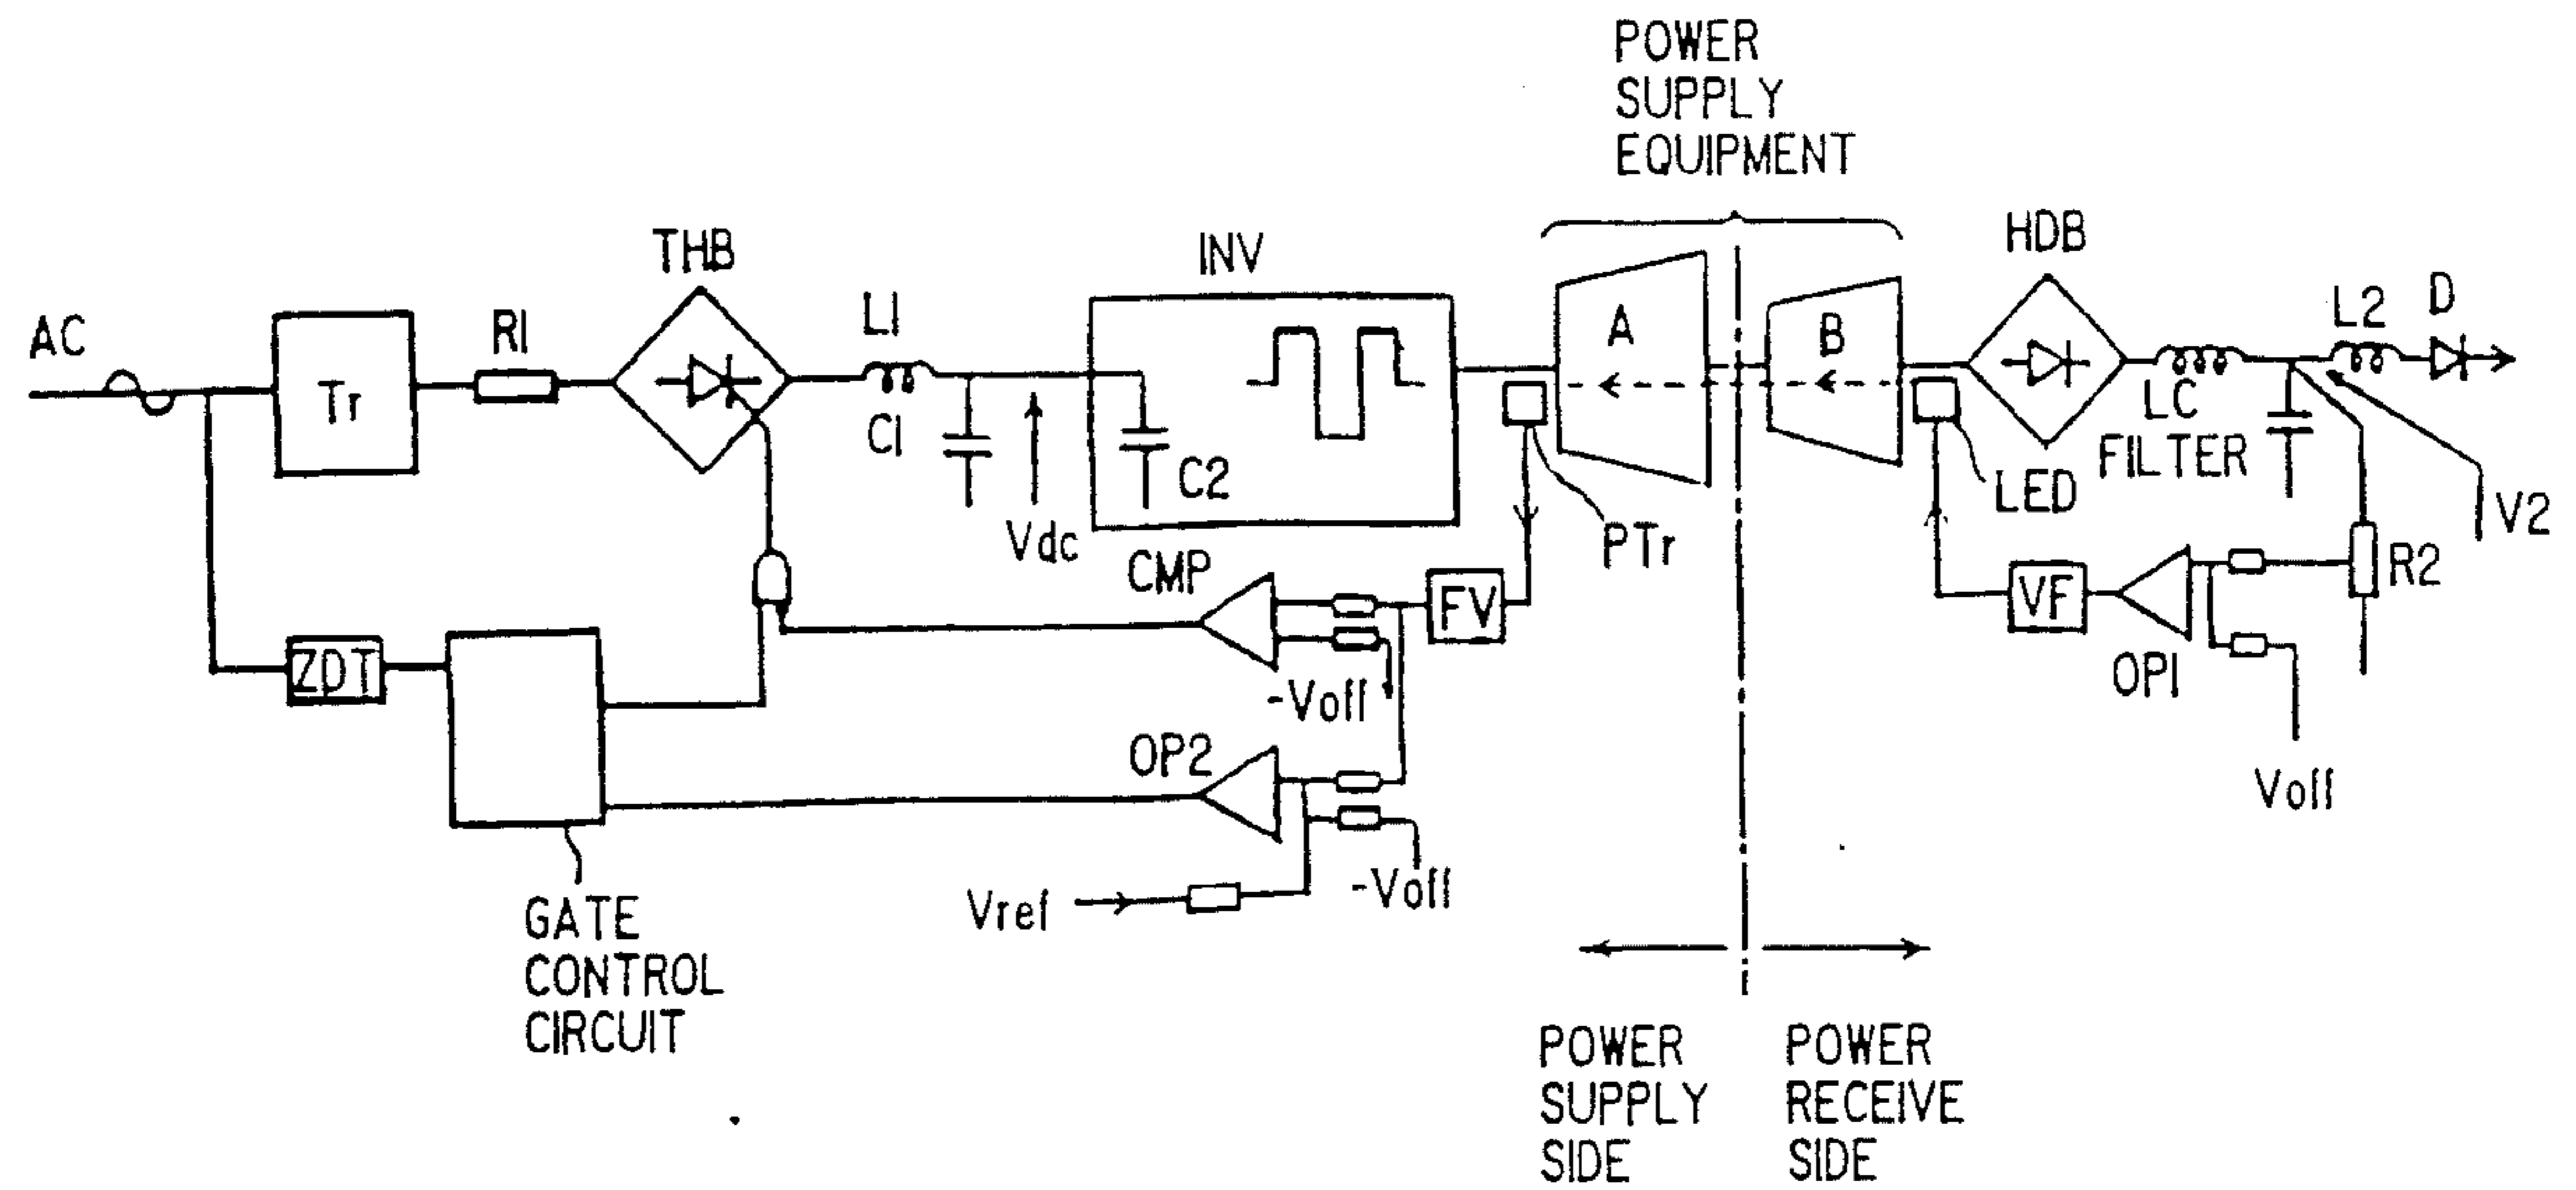 POWER
SUPPLY
EQUIPMENT
AC
Tr
R1
THB
L1
C1
Vdc
INV
C2
A
B
PTr
LED
HDB
LC
FILTER
L2
D
V2
R2
VF
OP1
Voff
CMP
FV
-Voff
ZDT
OP2
-Voff
Vref
GATE
CONTROL
CIRCUIT
POWER
SUPPLY
SIDE
POWER
RECEIVE
SIDE